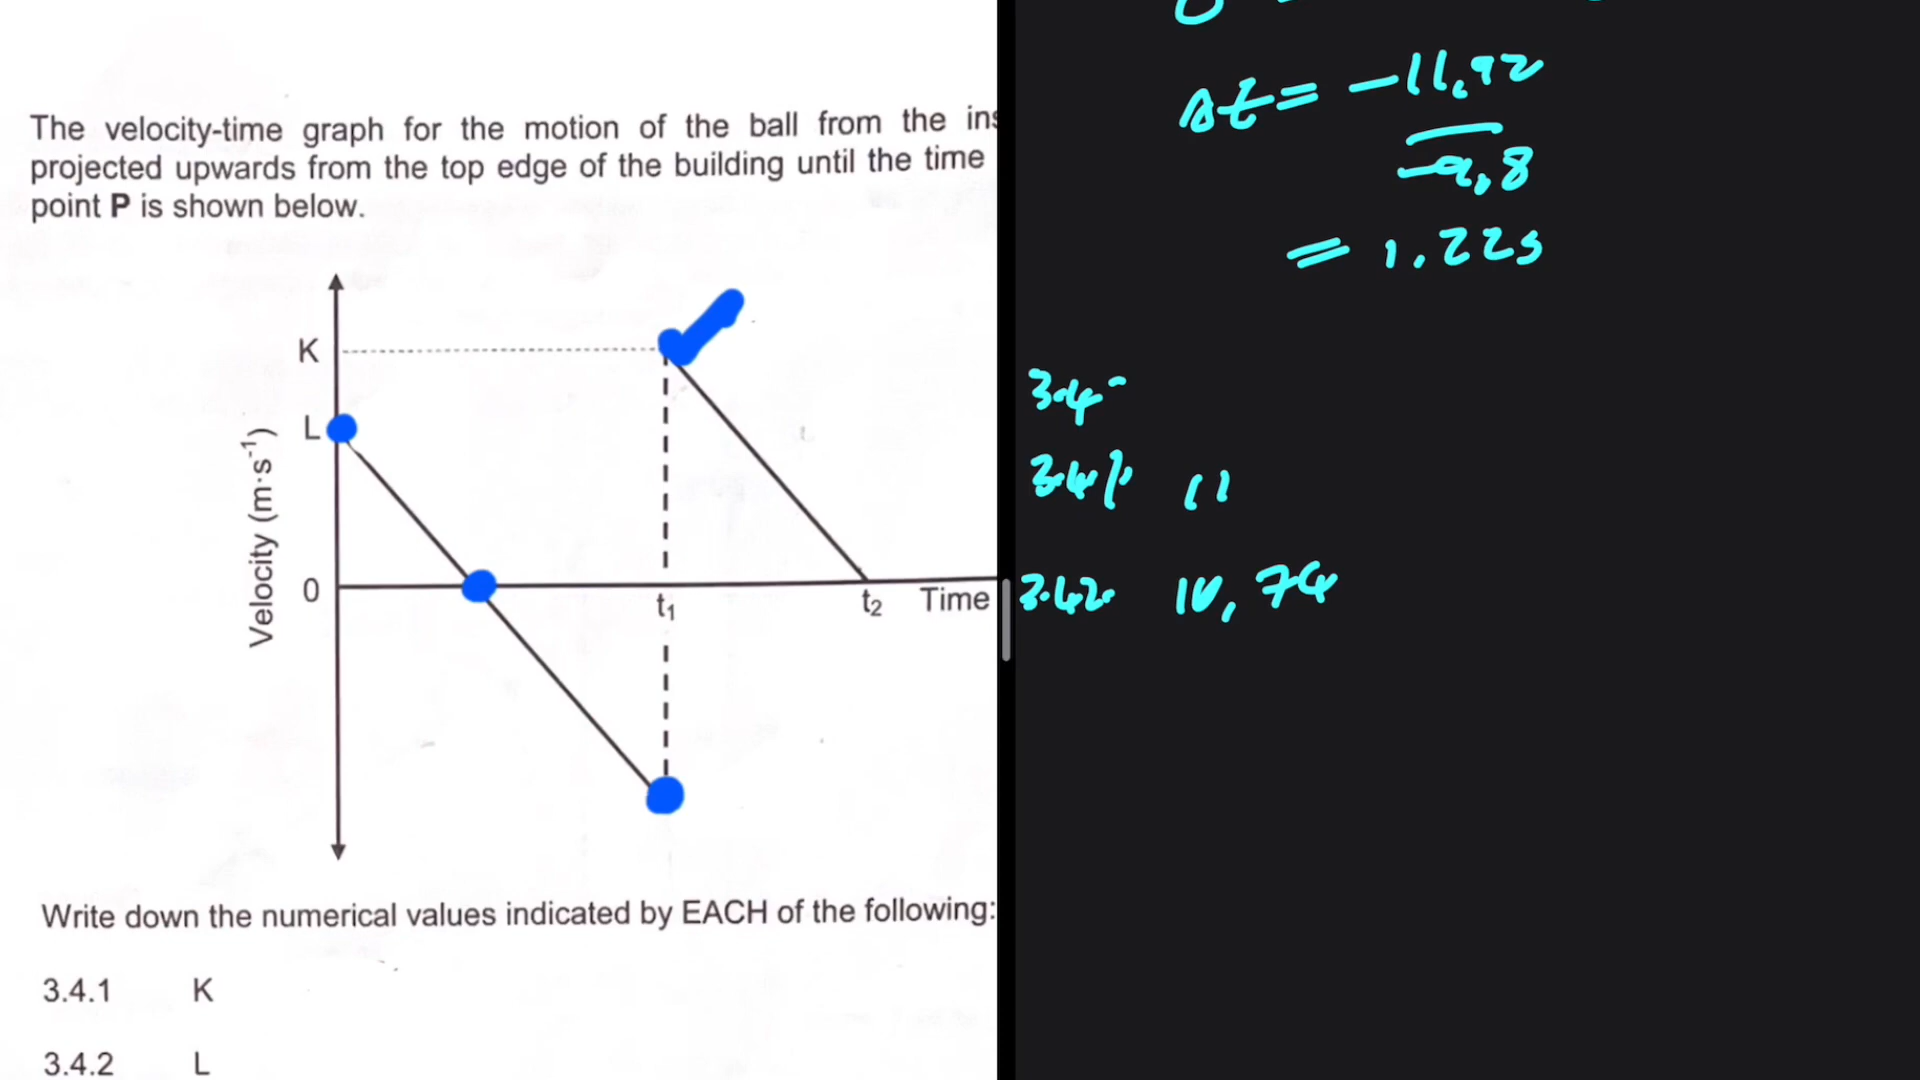 The velocity-time graph for the motion of the ball from the ins
projected upwards from the top edge of the building until the time
point P is shown below.
K
L
0
Velocity (m·s⁻¹)
t₁
t₂
Time
Write down the numerical values indicated by EACH of the following:
3.4.1 K
3.4.2 L
Δt = -11,92
-9,8
= 1.22s
3.4
3.4.1 11
3.42. 10,74